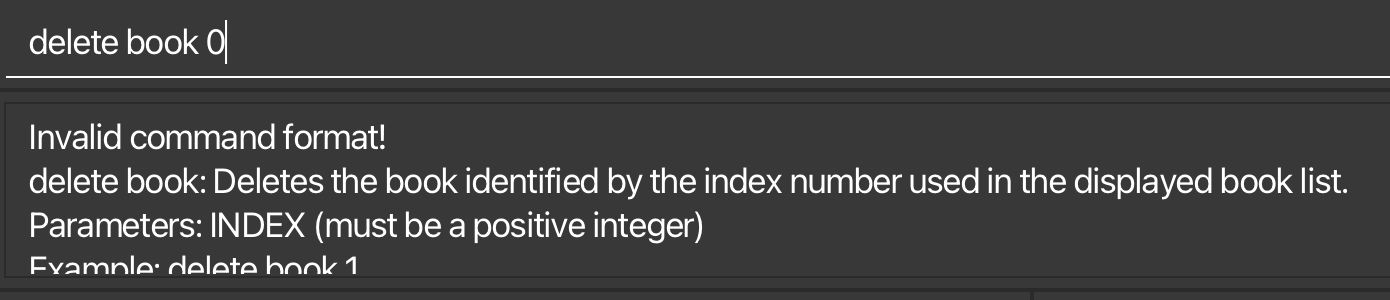 delete book 0
Invalid command format!
delete book: Deletes the book identified by the index number used in the displayed book list.
Parameters: INDEX (must be a positive integer)
Example: delete book 1